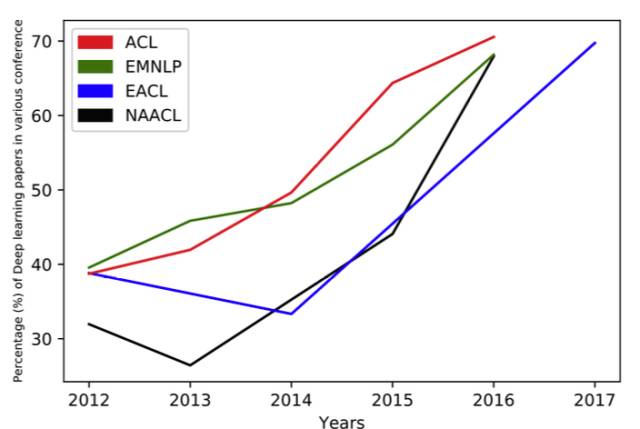 Percentage (%) of Deep learning papers in various conference
70
60
50
40
30
ACL
EMNLP
EACL
NAACL
2012 2013 2014 2015 2016 2017
Years